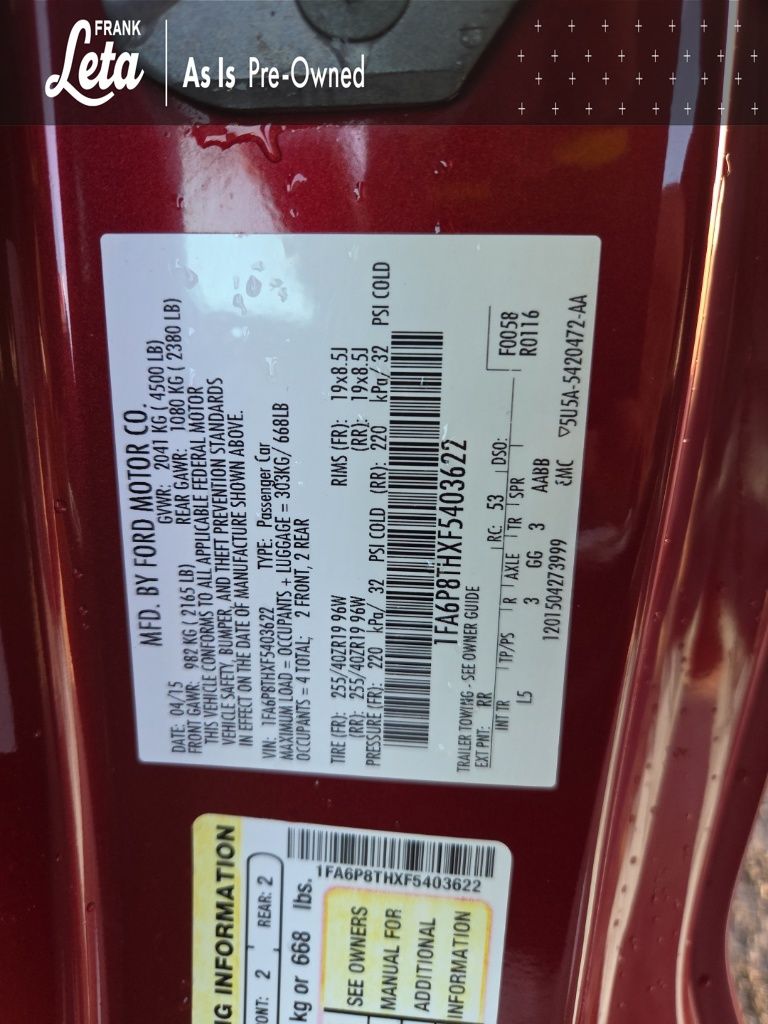 FRANK
Leta
As Is Pre-Owned
MFD. BY FORD MOTOR CO.
DATE: 04/15 GVWR: 2041 KG ( 4500 LB)
FRONT GAWR: 982 KG ( 2165 LB) REAR GAWR: 1080 KG ( 2380 LB)
THIS VEHICLE CONFORMS TO ALL APPLICABLE FEDERAL MOTOR
VEHICLE SAFETY, BUMPER, AND THEFT PREVENTION STANDARDS
IN EFFECT ON THE DATE OF MANUFACTURE SHOWN ABOVE.
VIN: 1FA6P8THXF5403622 TYPE: Passenger Car
MAXIMUM LOAD = OCCUPANTS + LUGGAGE = 303KG/ 668LB
OCCUPANTS = 4 TOTAL; 2 FRONT, 2 REAR
TIRE (FR): 255/40ZR19 96W RIMS (FR): 19x8.5J
(RR): 255/40ZR19 96W (RR): 19x8.5J
PRESSURE (FR): 220 kPa/ 32 PSI COLD (RR): 220 kPa/ 32 PSI COLD
1FA6P8THXF5403622
TRAILER TOWING - SEE OWNER GUIDE
F0058
R0116
EXT PNT: RR RC: 53 DSO:
INT TR TP/PS R AXLE TR SPR
L5 3 GG 3 AABB
1201504273999 EMC ▽5U5A-5420472-AA
G INFORMATION
ONT: 2 REAR: 2
kg or 668 lbs.
1FA6P8THXF5403622
SEE OWNERS
MANUAL FOR
ADDITIONAL
INFORMATION